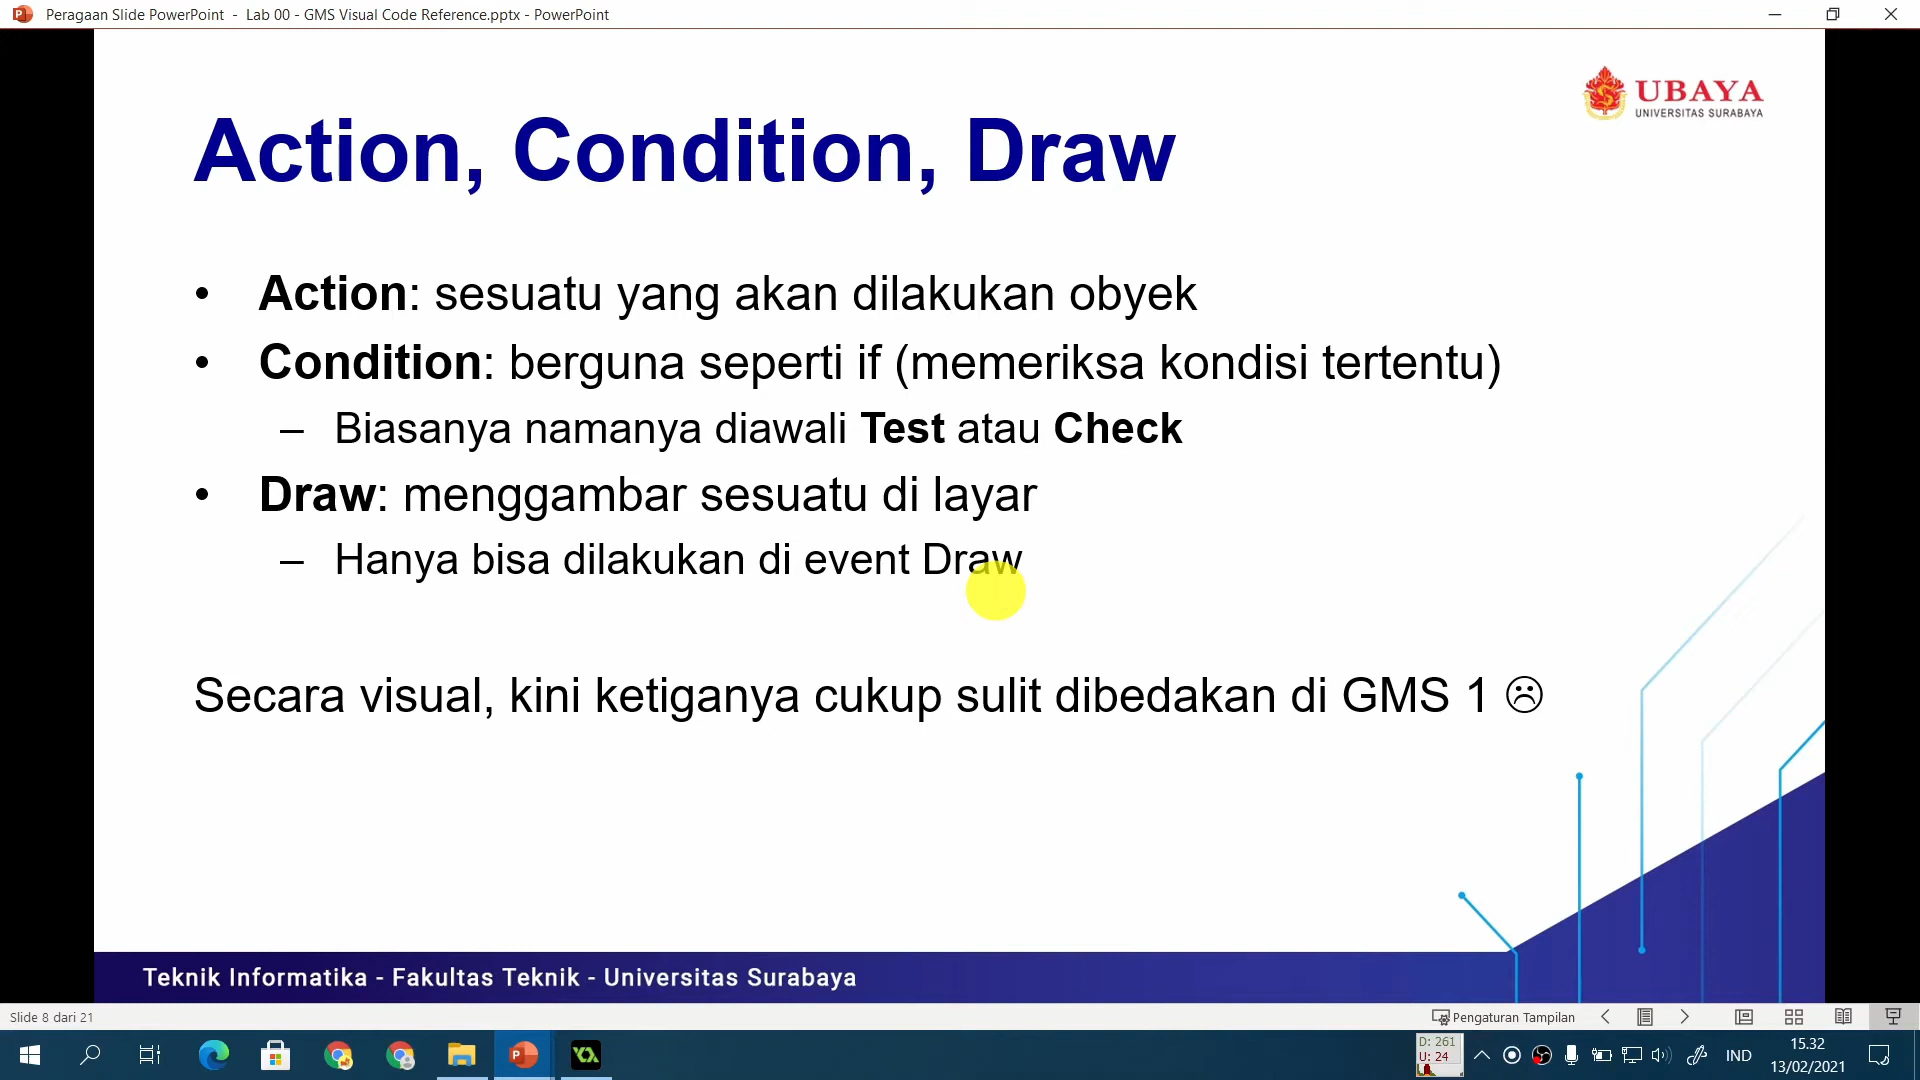 Peragaan Slide PowerPoint - Lab 00 - GMS Visual Code Reference.pptx - PowerPoint
UBAYA
UNIVERSITAS SURABAYA
Action, Condition, Draw
• Action: sesuatu yang akan dilakukan obyek
• Condition: berguna seperti if (memeriksa kondisi tertentu)
– Biasanya namanya diawali Test atau Check
• Draw: menggambar sesuatu di layar
– Hanya bisa dilakukan di event Draw
Secara visual, kini ketiganya cukup sulit dibedakan di GMS 1 ☹
Teknik Informatika - Fakultas Teknik - Universitas Surabaya
Slide 8 dari 21
Pengaturan Tampilan
D: 261
U: 24
IND
15.32
13/02/2021